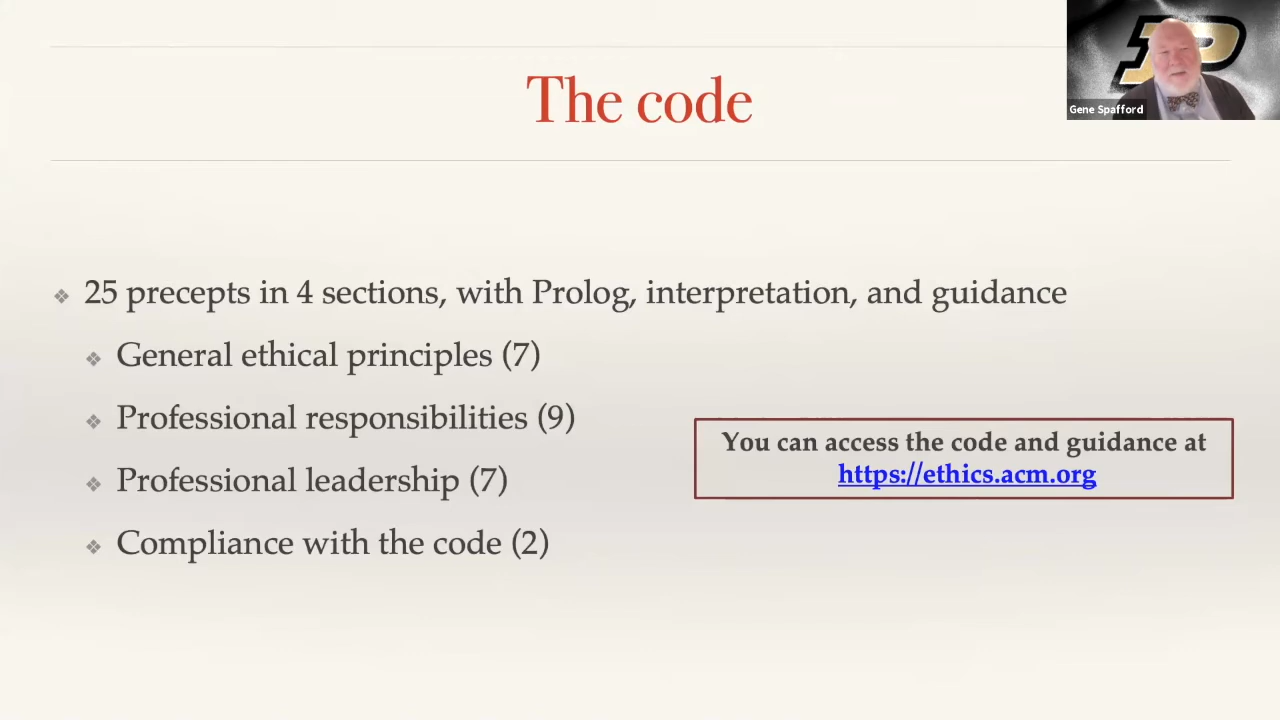 The code
Gene Spafford
25 precepts in 4 sections, with Prolog, interpretation, and guidance
General ethical principles (7)
Professional responsibilities (9)
Professional leadership (7)
Compliance with the code (2)
You can access the code and guidance at
https://ethics.acm.org